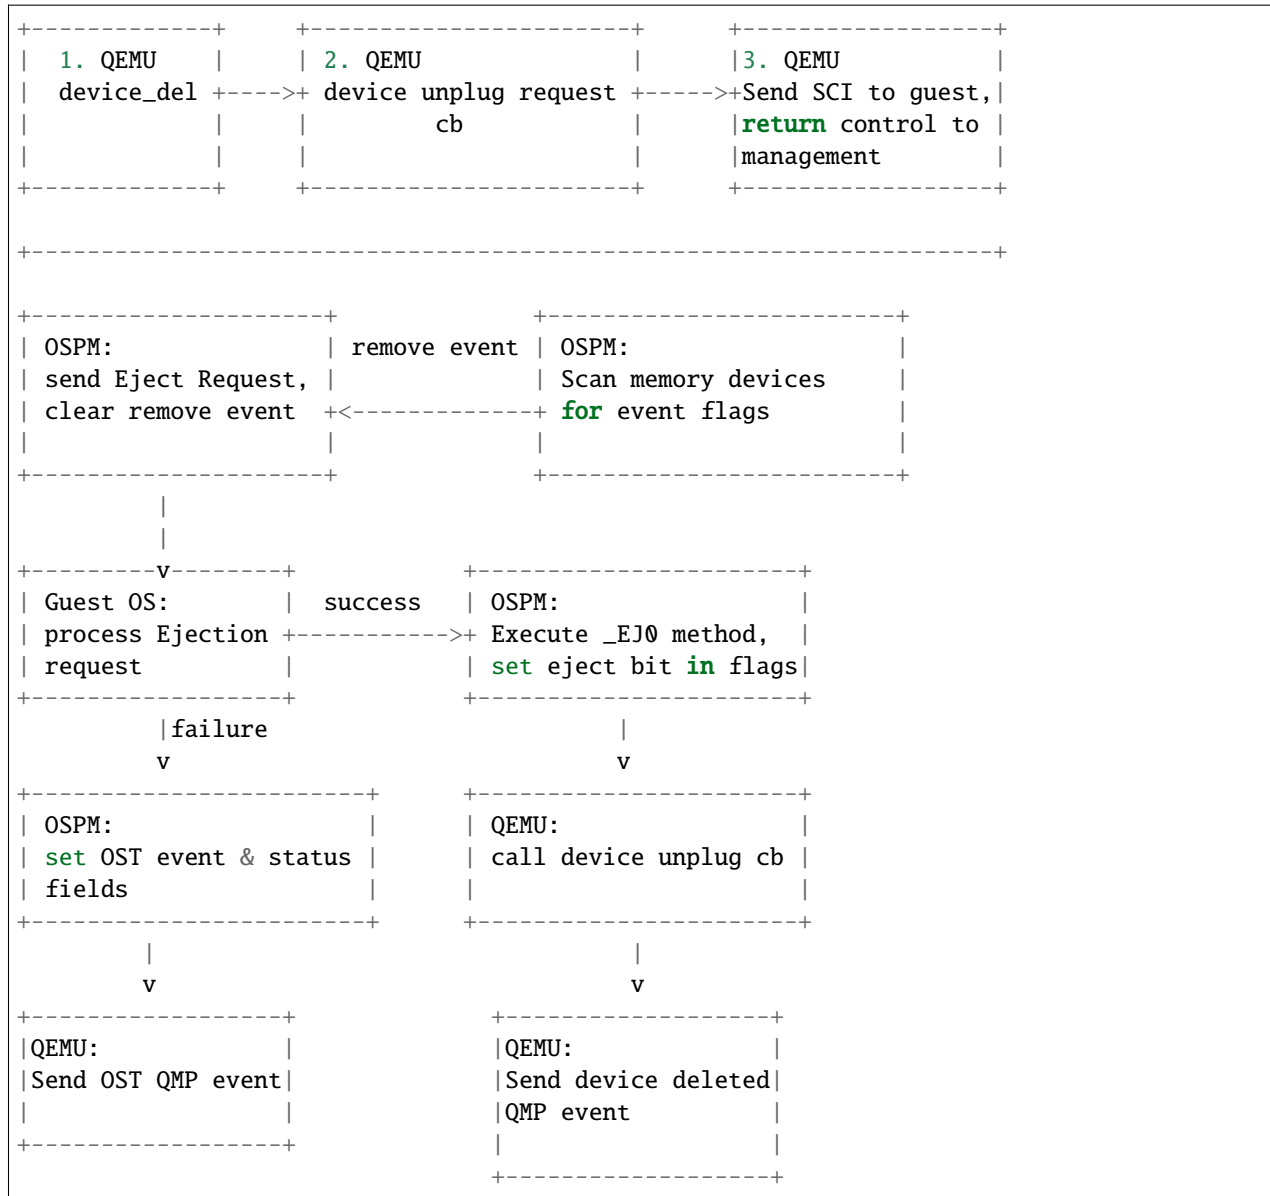 +-------------+      +------------------------+       +-------------------+
|  1. QEMU    |      | 2. QEMU                |       |3. QEMU            |
|  device_del +---->+ device unplug request +----->+Send SCI to guest,|
|             |      |         cb             |       |return control to |
|             |      |                        |       |management        |
+-------------+      +------------------------+       +-------------------+
+-----------------------------------------------------------------------+
+----------------------+               +--------------------------+
| OSPM:                | remove event | OSPM:                    |
| send Eject Request, |               | Scan memory devices      |
| clear remove event  +<-------------+ for event flags          |
|                      |               |                          |
+----------------------+               +--------------------------+
          |
          |
+---------v--------+            +------------------------+
| Guest OS:         |  success   | OSPM:                  |
| process Ejection +----------->+ Execute _EJ0 method,  |
| request           |            | set eject bit in flags|
+-------------------+            +------------------------+
          |failure                         |
          v                                v
+-------------------------+      +------------------------+
| OSPM:                   |      | QEMU:                  |
| set OST event & status |      | call device unplug cb |
| fields                  |      |                        |
+-------------------------+      +------------------------+
         |                                  |
         v                                  v
+-------------------+              +--------------------+
|QEMU:              |              |QEMU:               |
|Send OST QMP event|              |Send device deleted|
|                   |              |QMP event           |
+-------------------+              |                    |
                                   +--------------------+